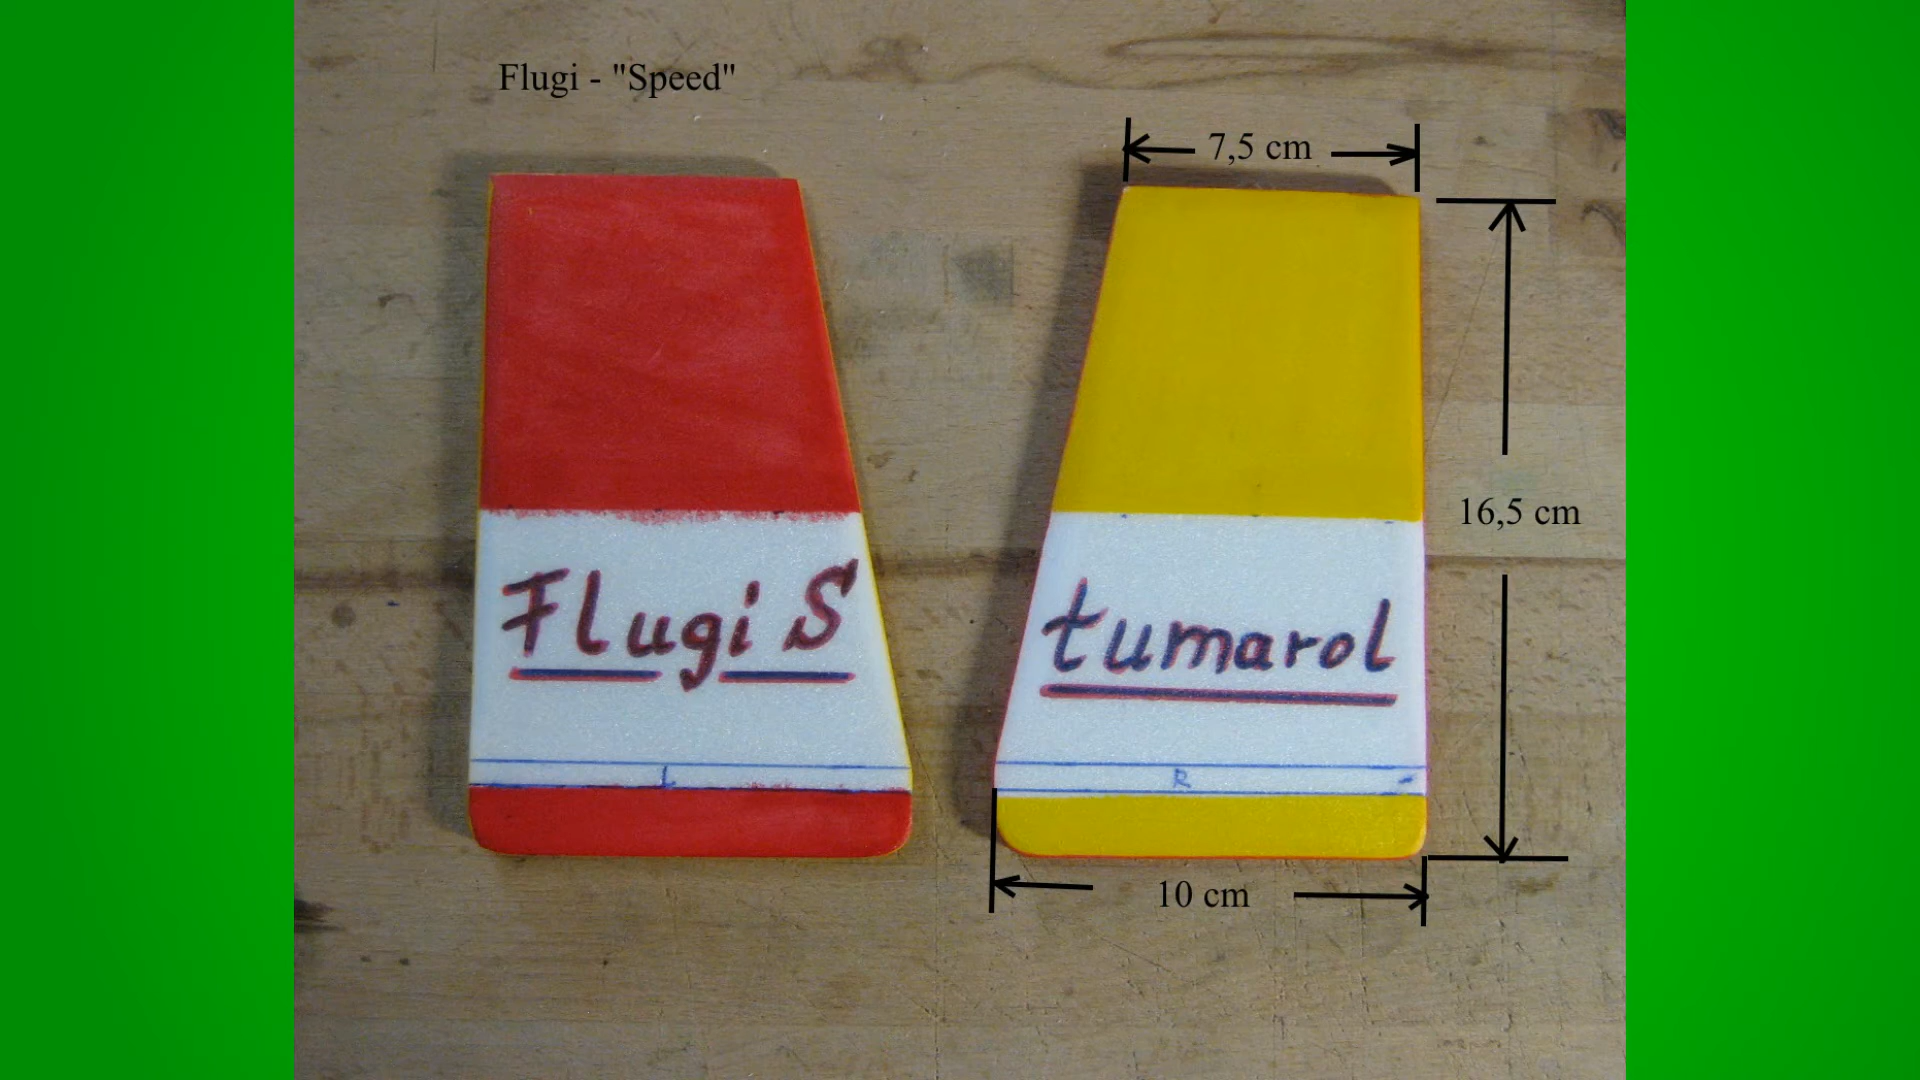 Flugi - "Speed"
7,5 cm
16,5 cm
Flugi S
tumarol
L
R
10 cm